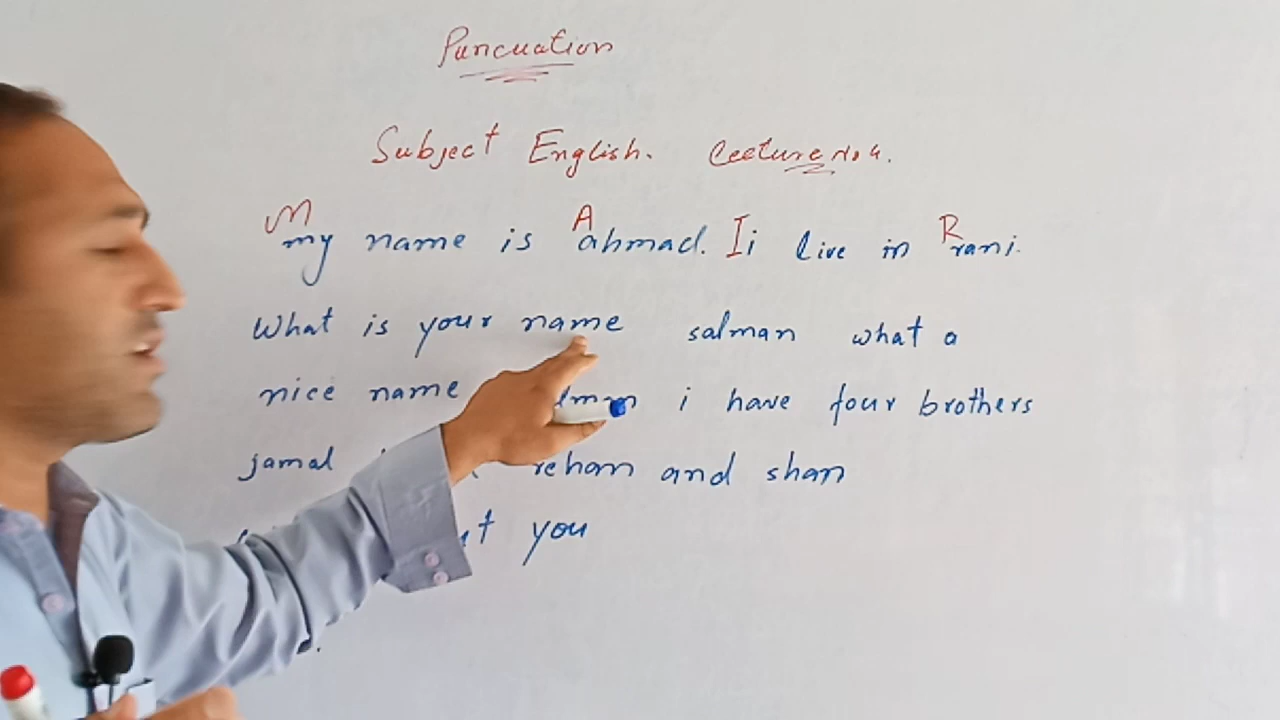 Puncuation
Subject English. Lecture No 4.
M A I R
my name is ahmad. i live in rani.
What is your name salman what a
nice name i have four brothers
jamal rehan and shan
you